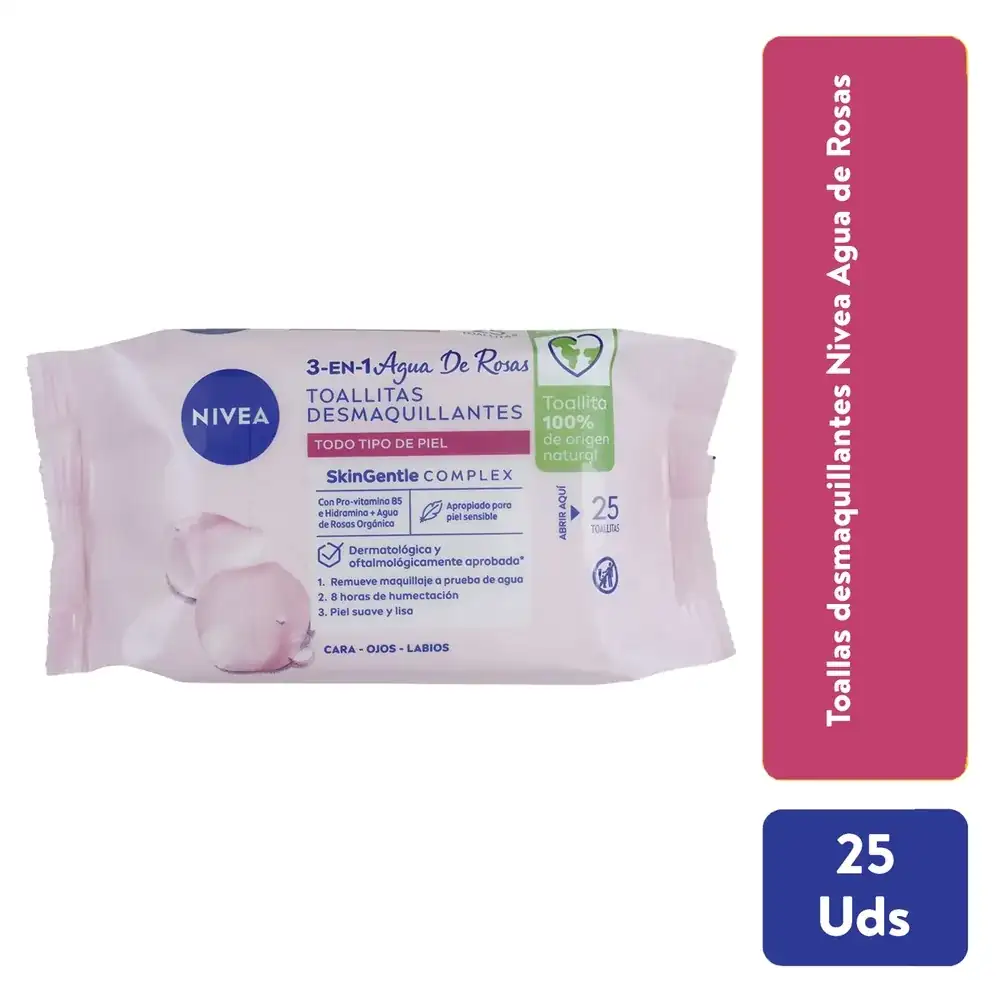 NIVEA
3-EN-1 Agua De Rosas
TOALLITAS
DESMAQUILLANTES
TODO TIPO DE PIEL
SkinGentle COMPLEX
Con Pro-vitamina B5
e Hidramina + Agua
de Rosas Orgánica
Apropiado para
piel sensible
Dermatológica y
oftalmológicamente aprobada*
1. Remueve maquillaje a prueba de agua
2. 8 horas de humectación
3. Piel suave y lisa
CARA - OJOS - LABIOS
Toallita
100%
de origen
natural
ABRIR AQUÍ
25
TOALLITAS
Toallas desmaquillantes Nivea Agua de Rosas
25
Uds